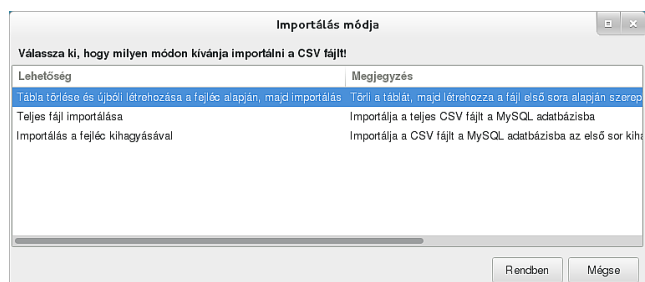 Importálás módja
Válassza ki, hogy milyen módon kívánja importálni a CSV fájlt!
Lehetőség Megjegyzés
Tábla törlése és újbóli létrehozása a fejléc alapján, majd importálás Törli a táblát, majd létrehozza a fájl első sora alapján szerep
Teljes fájl importálása Importálja a teljes CSV fájlt a MySQL adatbázisba
Importálás a fejléc kihagyásával Importálja a CSV fájlt a MySQL adatbázisba az első sor kiha
Rendben Mégse